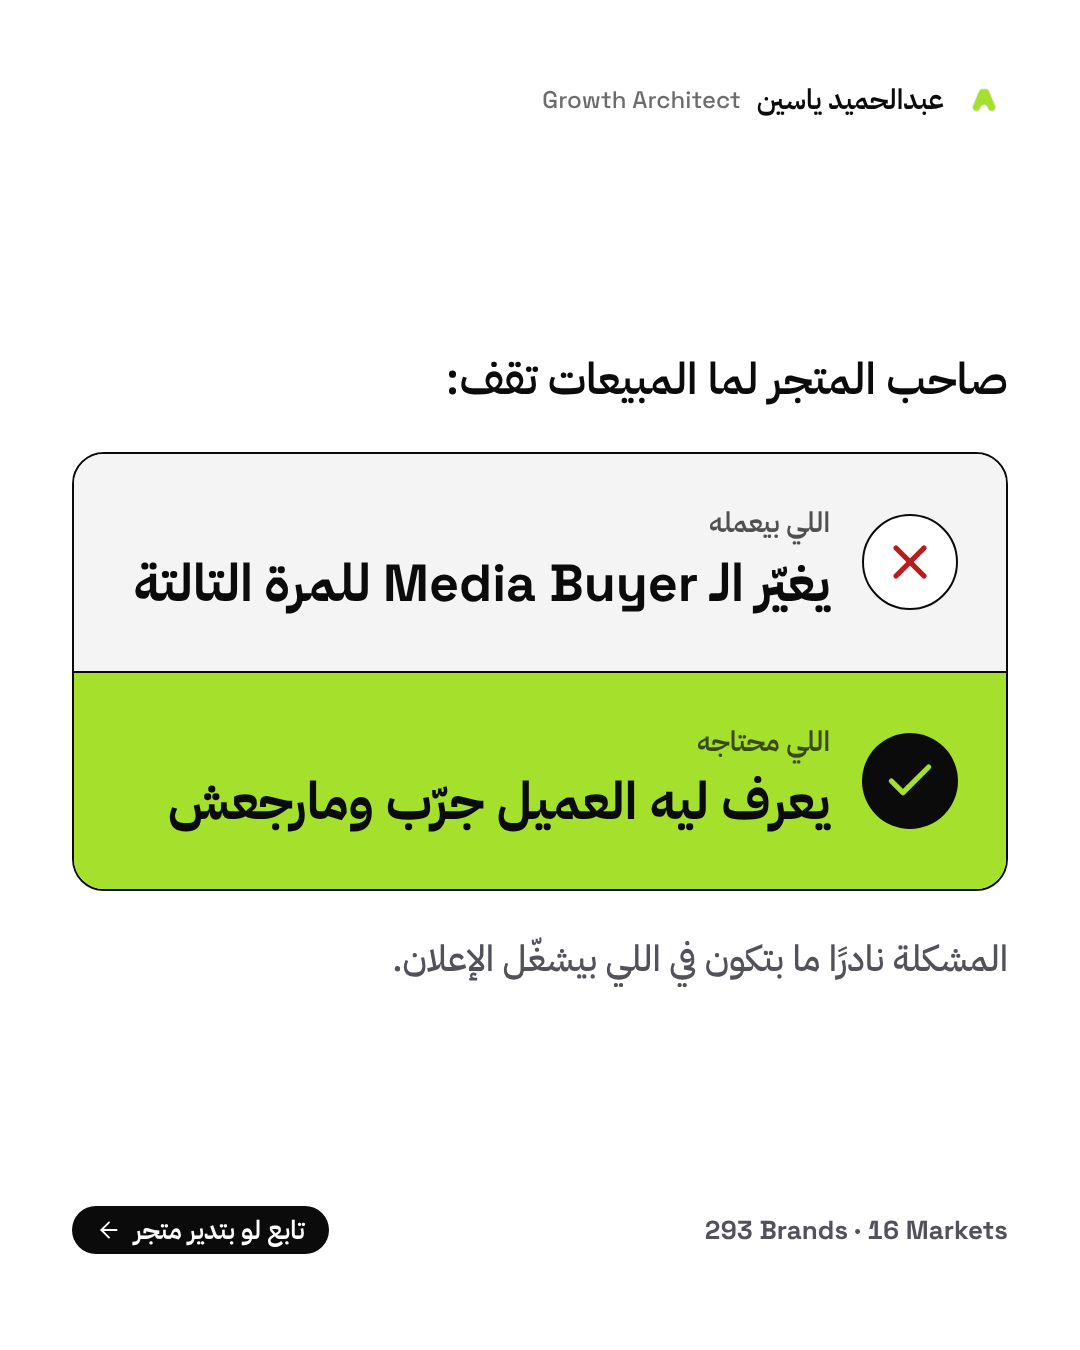 عبدالحميد ياسين Growth Architect
صاحب المتجر لما المبيعات تقف:
اللي بيعمله
يغيّر الـ Media Buyer للمرة التالتة
اللي محتاجه
يعرف ليه العميل جرّب ومارجعش
المشكلة نادرًا ما بتكون في اللي بيشغّل الإعلان.
293 Brands · 16 Markets
تابع لو بتدير متجر ←